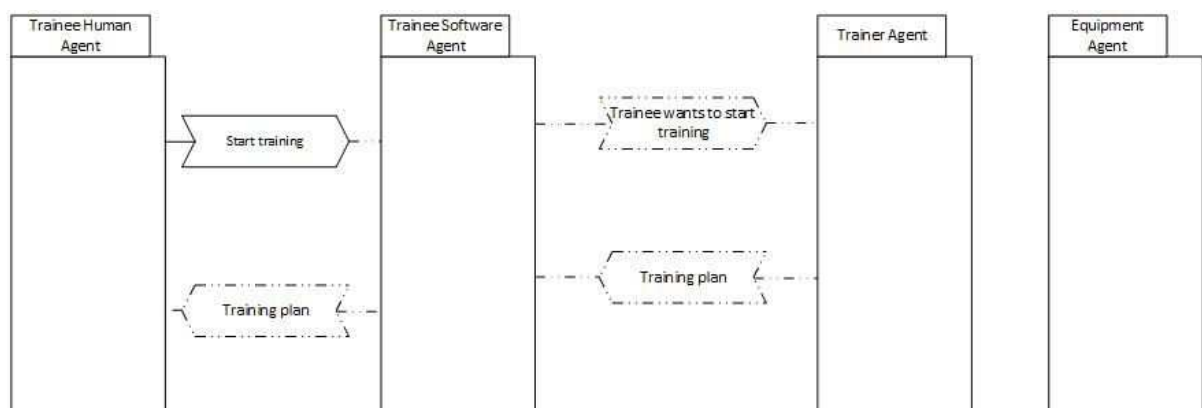 Trainee Human
Agent
Trainee Software
Agent
Trainer Agent
Equipment
Agent
Start training
Trainee wants to start
training
Training plan
Training plan